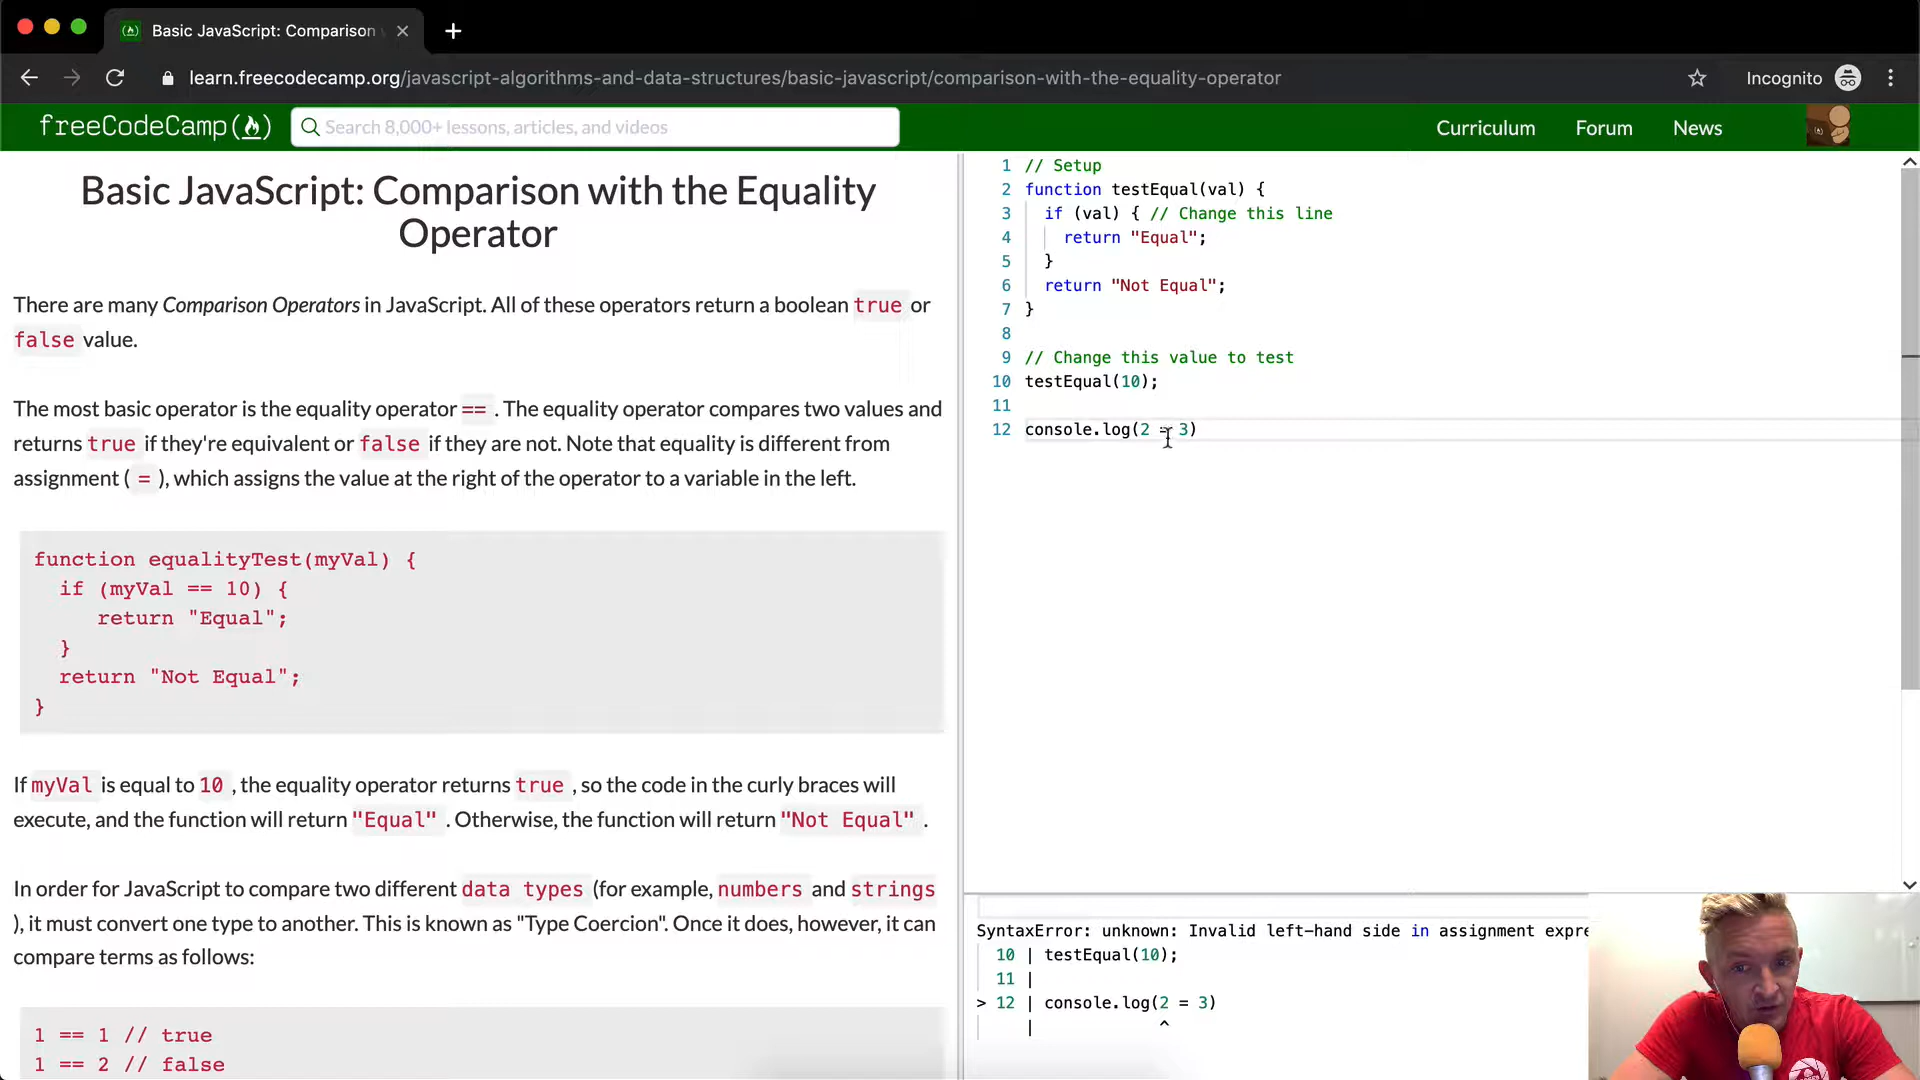 Basic JavaScript: Comparison
learn.freecodecamp.org/javascript-algorithms-and-data-structures/basic-javascript/comparison-with-the-equality-operator
Incognito
freeCodeCamp
Search 8,000+ lessons, articles, and videos
Curriculum
Forum
News
Basic JavaScript: Comparison with the Equality
Operator
There are many Comparison Operators in JavaScript. All of these operators return a boolean true or
false value.
The most basic operator is the equality operator == . The equality operator compares two values and
returns true if they're equivalent or false if they are not. Note that equality is different from
assignment ( = ), which assigns the value at the right of the operator to a variable in the left.
function equalityTest(myVal) {
if (myVal == 10) {
return "Equal";
}
return "Not Equal";
}
If myVal is equal to 10 , the equality operator returns true , so the code in the curly braces will
execute, and the function will return "Equal" . Otherwise, the function will return "Not Equal" .
In order for JavaScript to compare two different data types (for example, numbers and strings
), it must convert one type to another. This is known as "Type Coercion". Once it does, however, it can
compare terms as follows:
1 == 1 // true
1 == 2 // false
1 // Setup
2 function testEqual(val) {
3 if (val) { // Change this line
4 return "Equal";
5 }
6 return "Not Equal";
7 }
8
9 // Change this value to test
10 testEqual(10);
11
12 console.log(2 = 3)
SyntaxError: unknown: Invalid left-hand side in assignment expre
10 | testEqual(10);
11 |
> 12 | console.log(2 = 3)
| ^